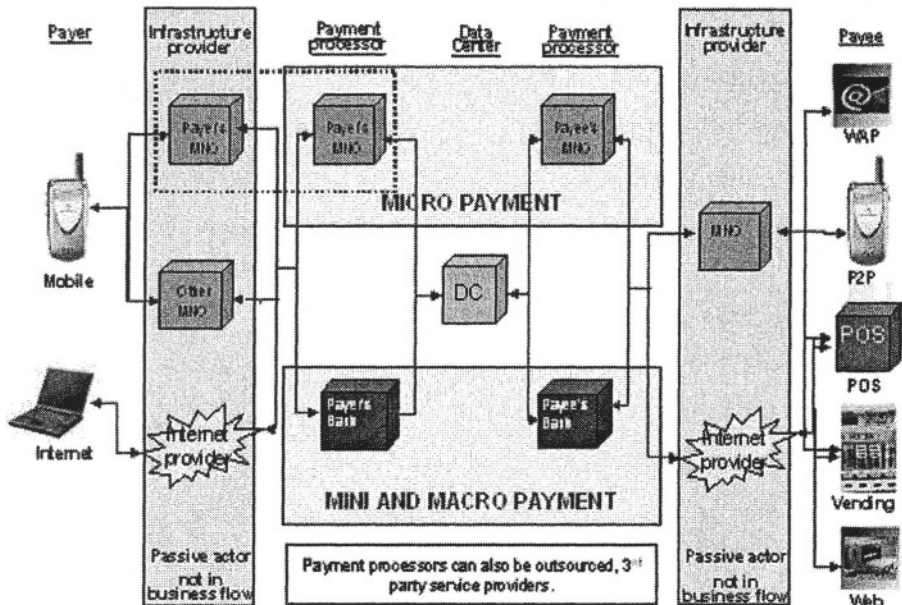 Payer
Infrastructure
provider
Payment
processor
Data
Center
Payment
processor
Infrastructure
provider
Payee
Payer's
MNO
Payer's
MNO
Payee's
MNO
MICRO PAYMENT
Mobile
Other
MNO
DC
MNO
WAP
P2P
POS
POS
Internet
Internet
provider
Payer's
Bank
Payee's
Bank
Internet
provider
Vending
MINI AND MACRO PAYMENT
Passive actor
not in
business flow
Payment processors can also be outsourced, 3rd
party service providers.
Passive actor
not in
business flow
Web